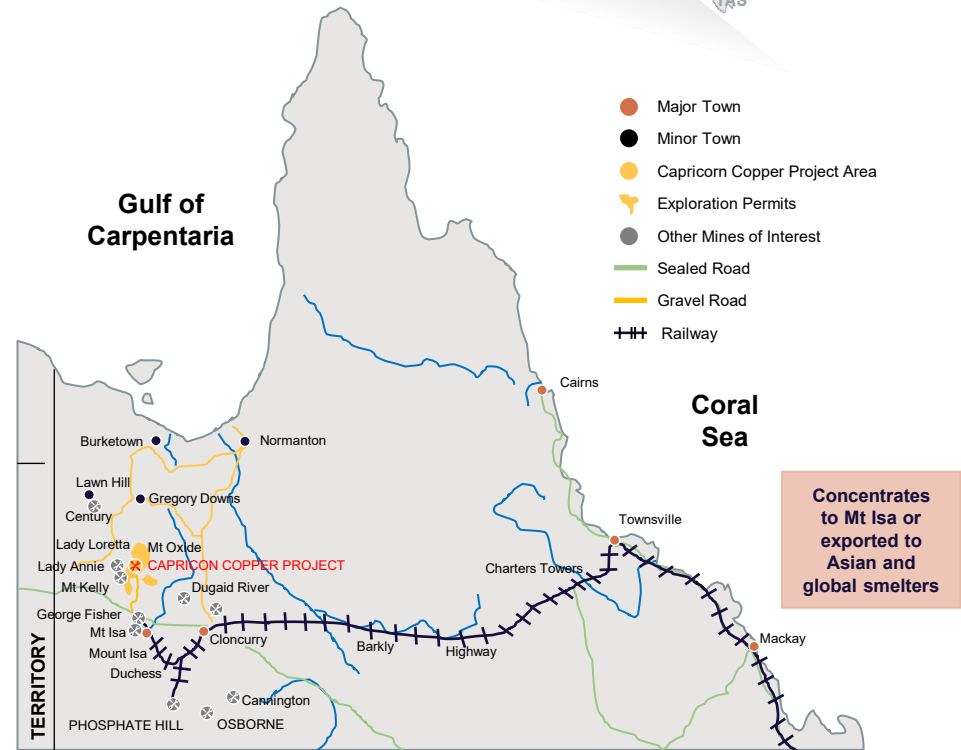 TAS
Major Town
Minor Town
Capricorn Copper Project Area
Exploration Permits
Other Mines of Interest
Sealed Road
Gravel Road
Railway
Gulf of
Carpentaria
Cairns
Coral
Sea
Burketown
Normanton
Lawn Hill
Gregory Downs
Century
Concentrates
to Mt Isa or
exported to
Asian and
global smelters
Townsville
Lady Loretta
Mt Oxide
Lady Annie
CAPRICON COPPER PROJECT
Charters Towers
Mt Kelly
Dugaid River
George Fisher
Mt Isa
Cloncurry
Mackay
Mount Isa
Barkly
Highway
Duchess
TERRITORY
Cannington
PHOSPHATE HILL
OSBORNE